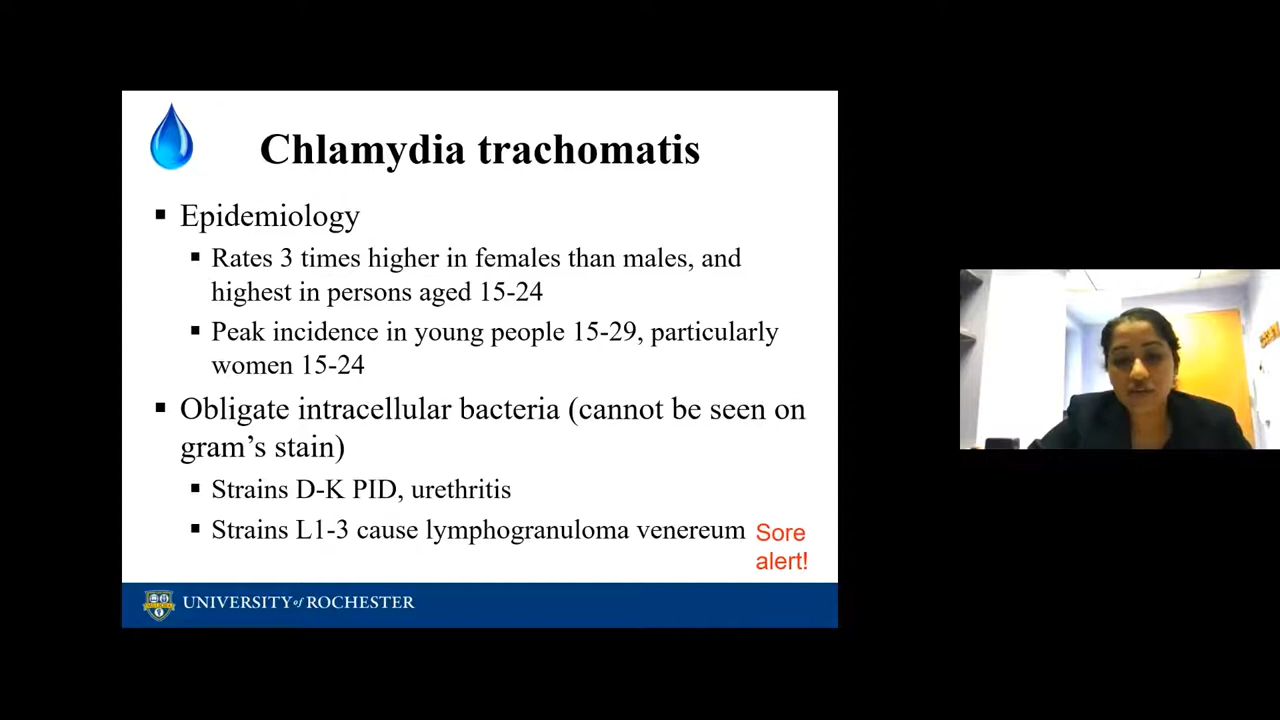 Chlamydia trachomatis
▪ Epidemiology
▪ Rates 3 times higher in females than males, and
highest in persons aged 15-24
▪ Peak incidence in young people 15-29, particularly
women 15-24
▪ Obligate intracellular bacteria (cannot be seen on
gram’s stain)
▪ Strains D-K PID, urethritis
▪ Strains L1-3 cause lymphogranuloma venereum
Sore
alert!
UNIVERSITY of ROCHESTER